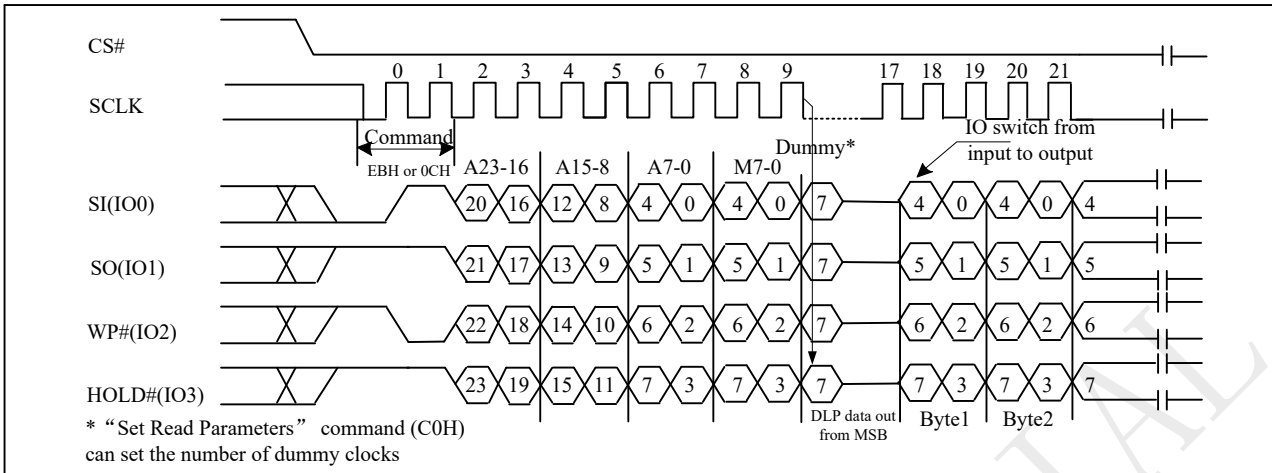 CS#
0 1 2 3 4 5 6 7 8 9 17 18 19 20 21
SCLK
Command
Dummy*
IO switch from
input to output
EBH or 0CH
A23-16 A15-8 A7-0 M7-0
SI(IO0) 20 16 12 8 4 0 4 0 7 4 0 4 0 4
SO(IO1) 21 17 13 9 5 1 5 1 7 5 1 5 1 5
WP#(IO2) 22 18 14 10 6 2 6 2 7 6 2 6 2 6
HOLD#(IO3) 23 19 15 11 7 3 7 3 7 7 3 7 3 7
DLP data out
from MSB
Byte1 Byte2
* “Set Read Parameters” command (C0H)
can set the number of dummy clocks